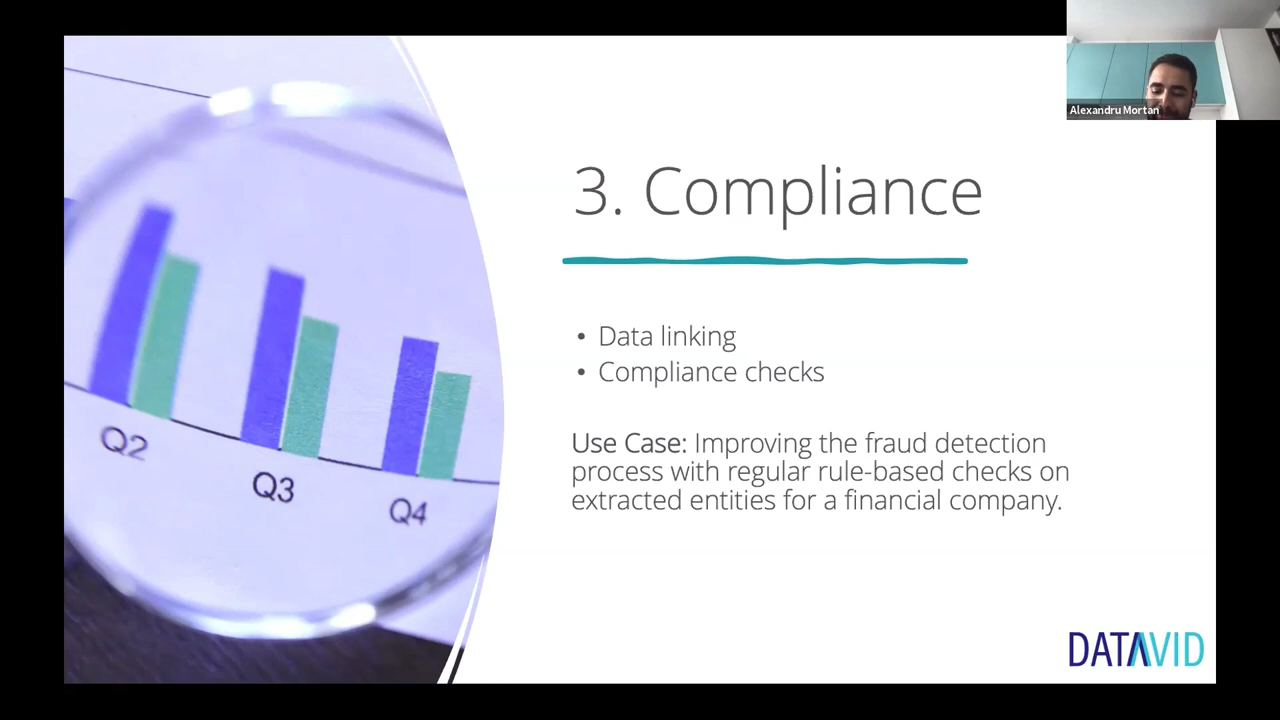 Alexandru Mortan
3. Compliance
• Data linking
• Compliance checks
Use Case: Improving the fraud detection
process with regular rule-based checks on
extracted entities for a financial company.
Q2
Q3
Q4
DATAVID